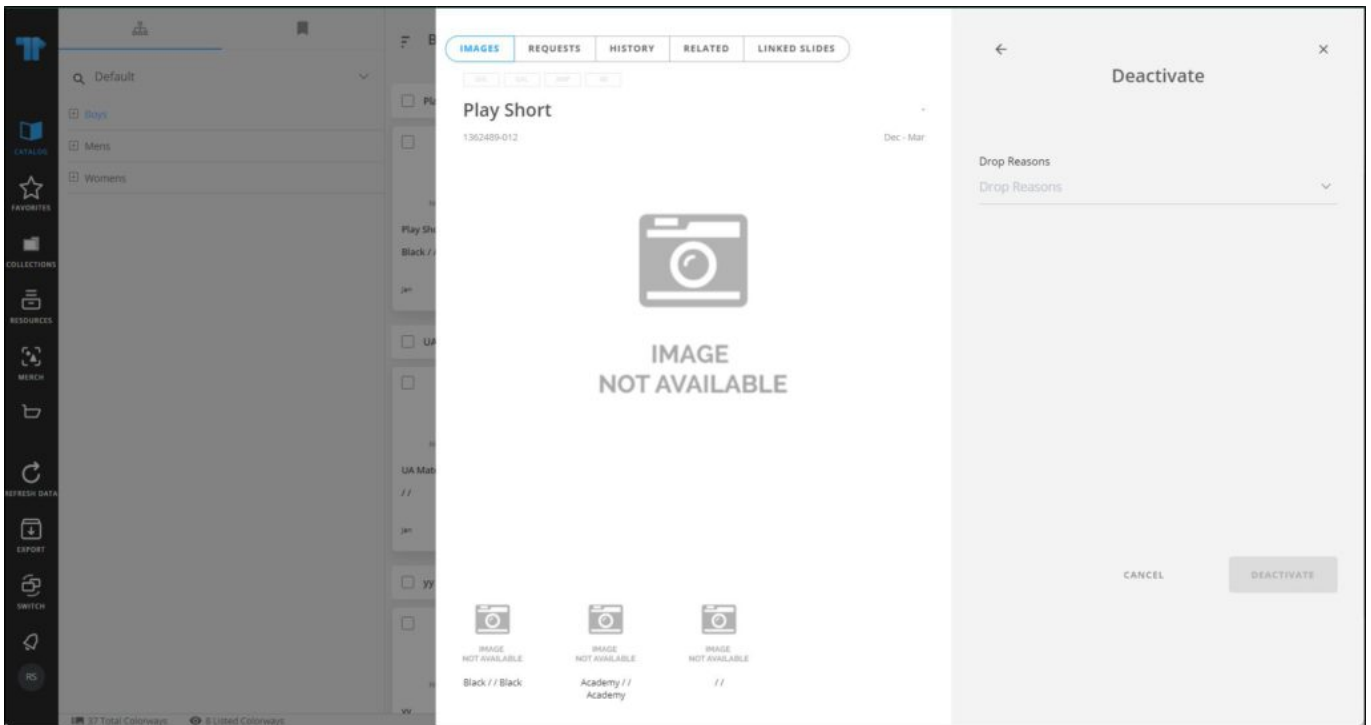 CATALOG
FAVORITES
COLLECTIONS
RESOURCES
MERCH
REFRESH DATA
EXPORT
SWITCH
RS
Default
Boys
Mens
Womens
37 Total Colorways
6 Listed Colorways
B
Play Sho
Black / /
Jan
UA
UA Mat
/ /
Jan
yy
yy
IMAGES
REQUESTS
HISTORY
RELATED
LINKED SLIDES
Play Short
-
1362489-012
Dec - Mar
IMAGE
NOT AVAILABLE
IMAGE
NOT AVAILABLE
Black / / Black
IMAGE
NOT AVAILABLE
Academy / /
Academy
IMAGE
NOT AVAILABLE
/ /
Deactivate
Drop Reasons
Drop Reasons
CANCEL
DEACTIVATE